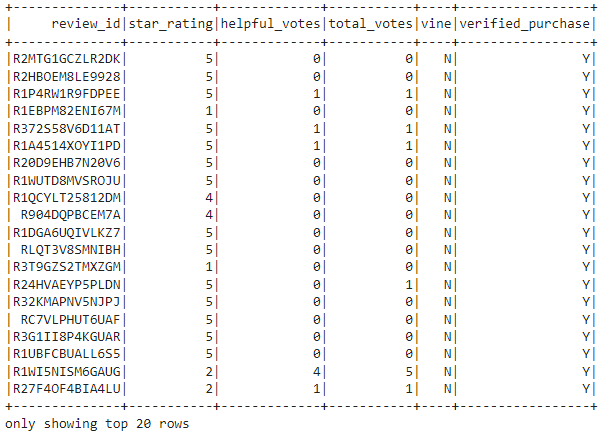 +--------------+-----------+-------------+-----------+----+-----------------+
|     review_id|star_rating|helpful_votes|total_votes|vine|verified_purchase|
+--------------+-----------+-------------+-----------+----+-----------------+
|R2MTG1GCZLR2DK|          5|            0|          0|   N|                Y|
|R2HBOEM8LE9928|          5|            0|          0|   N|                Y|
|R1P4RW1R9FDPEE|          5|            1|          1|   N|                Y|
|R1EBPM82ENI67M|          1|            0|          0|   N|                Y|
|R372S58V6D11AT|          5|            1|          1|   N|                Y|
|R1A4514XOYI1PD|          5|            1|          1|   N|                Y|
|R20D9EHB7N20V6|          5|            0|          0|   N|                Y|
|R1WUTD8MVSROJU|          5|            0|          0|   N|                Y|
|R1QCYLT25812DM|          4|            0|          0|   N|                Y|
| R904DQPBCEM7A|          4|            0|          0|   N|                Y|
|R1DGA6UQIVLKZ7|          5|            0|          0|   N|                Y|
| RLQT3V8SMNIBH|          5|            0|          0|   N|                Y|
|R3T9GZS2TMXZGM|          1|            0|          0|   N|                Y|
|R24HVAEYP5PLDN|          5|            0|          1|   N|                Y|
|R32KMAPNV5NJPJ|          5|            0|          0|   N|                Y|
| RC7VLPHUT6UAF|          5|            0|          0|   N|                Y|
|R3G1II8P4KGUAR|          5|            0|          0|   N|                Y|
|R1UBFCBUALL6S5|          5|            0|          0|   N|                Y|
|R1WI5NISM6GAUG|          2|            4|          5|   N|                Y|
|R27F4OF4BIA4LU|          2|            1|          1|   N|                Y|
+--------------+-----------+-------------+-----------+----+-----------------+
only showing top 20 rows